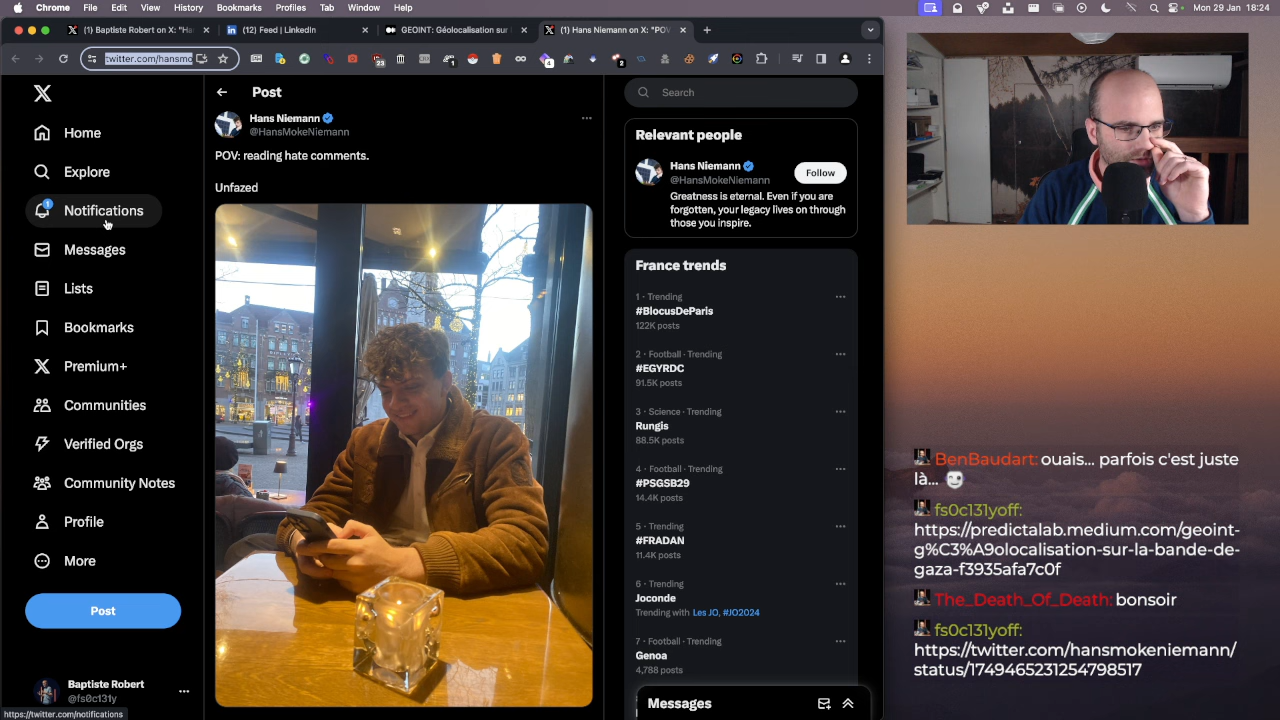 Chrome File Edit View History Bookmarks Profiles Tab Window Help
Mon 29 Jan 18:24
(1) Baptiste Robert on X: "Ha
(12) Feed | LinkedIn
GEOINT: Géolocalisation sur
(1) Hans Niemann on X: "POV
twitter.com/hansmo
Home
Explore
Notifications
Messages
Lists
Bookmarks
Premium+
Communities
Verified Orgs
Community Notes
Profile
More
Post
Baptiste Robert
@fs0c131y
https://twitter.com/notifications
Post
Hans Niemann
@HansMokeNiemann
POV: reading hate comments.
Unfazed
Search
Relevant people
Hans Niemann
@HansMokeNiemann
Follow
Greatness is eternal. Even if you are
forgotten, your legacy lives on through
those you inspire.
France trends
1 · Trending
#BlocusDeParis
122K posts
2 · Football · Trending
#EGYRDC
91.5K posts
3 · Science · Trending
Rungis
88.5K posts
4 · Football · Trending
#PSGSB29
14.4K posts
5 · Trending
#FRADAN
11.4K posts
6 · Trending
Joconde
Trending with Les JO, #JO2024
7 · Football · Trending
Genoa
4,788 posts
Messages
BenBaudart: ouais... parfois c'est juste
là...
fs0c131yoff:
https://predictalab.medium.com/geoint-
g%C3%A9olocalisation-sur-la-bande-de-
gaza-f3935afa7c0f
The_Death_Of_Death: bonsoir
fs0c131yoff:
https://twitter.com/hansmokeniemann/
status/1749465231254798517